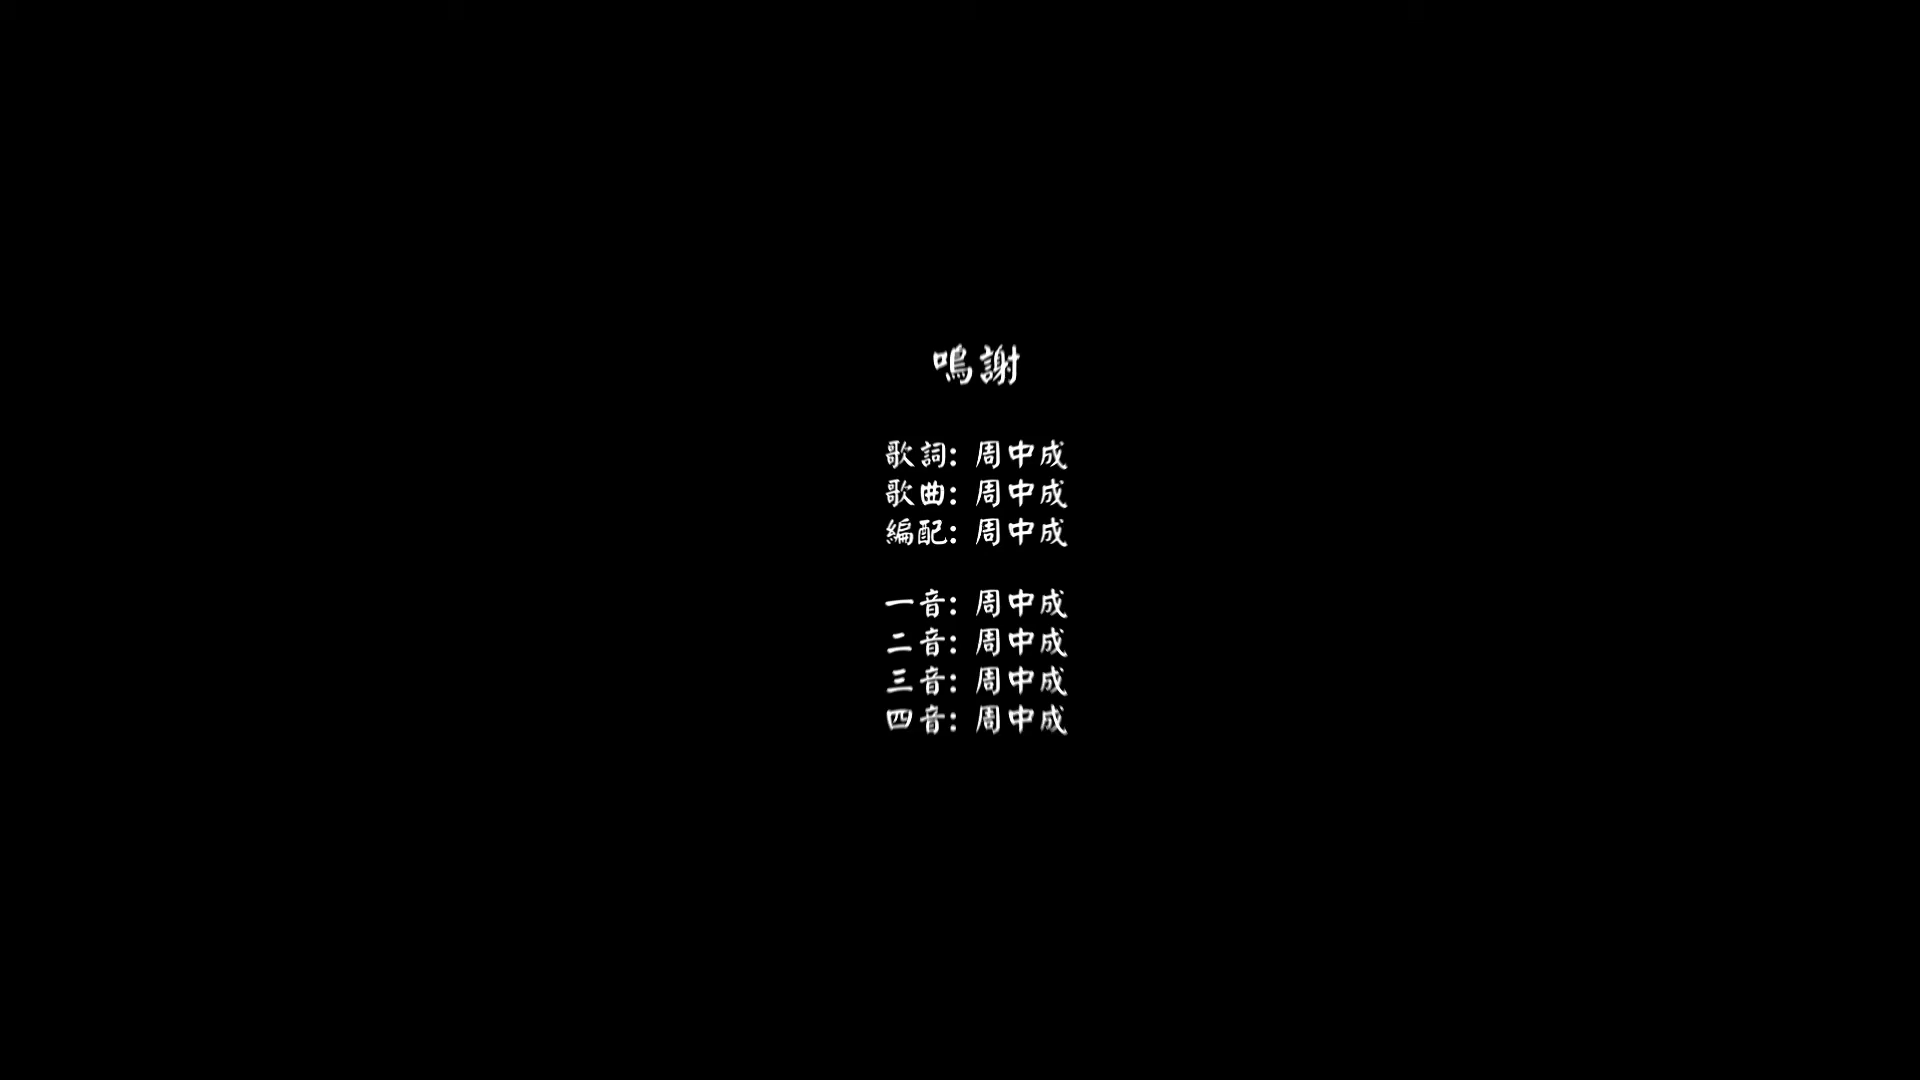 鳴謝
歌詞: 周中成
歌曲: 周中成
編配: 周中成
一音: 周中成
二音: 周中成
三音: 周中成
四音: 周中成